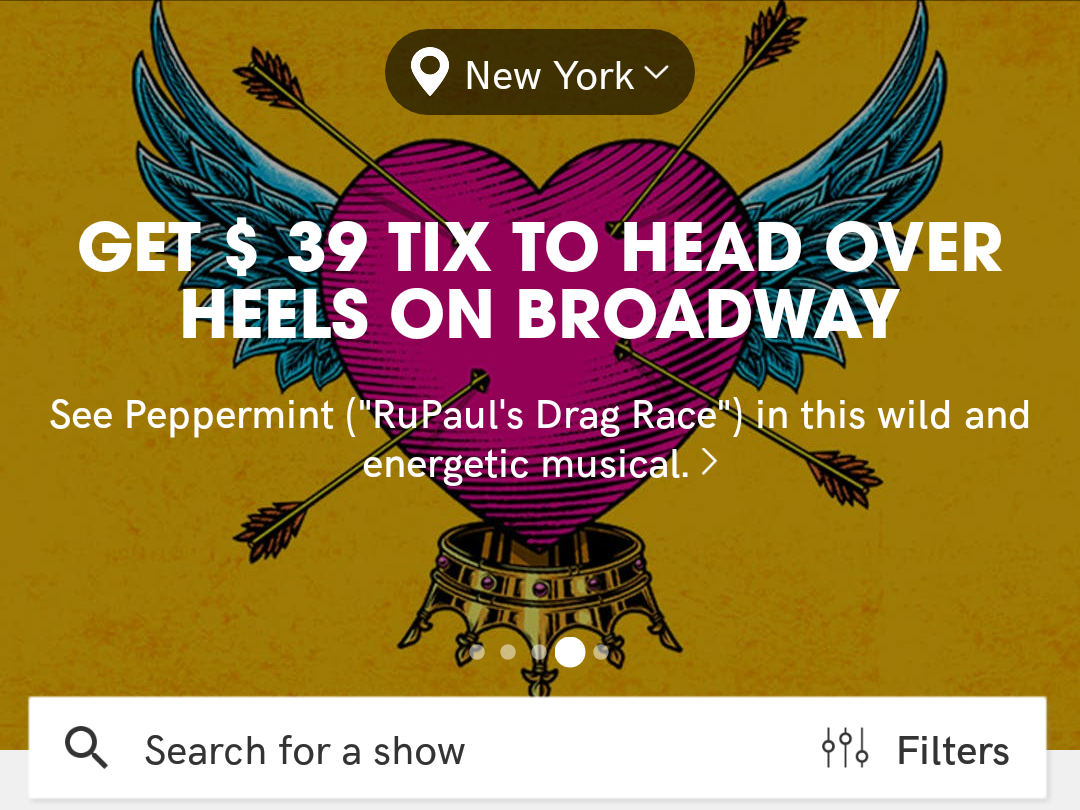 New York
GET $ 39 TIX TO HEAD OVER
HEELS ON BROADWAY
See Peppermint ("RuPaul's Drag Race") in this wild and
energetic musical.
Search for a show
Filters